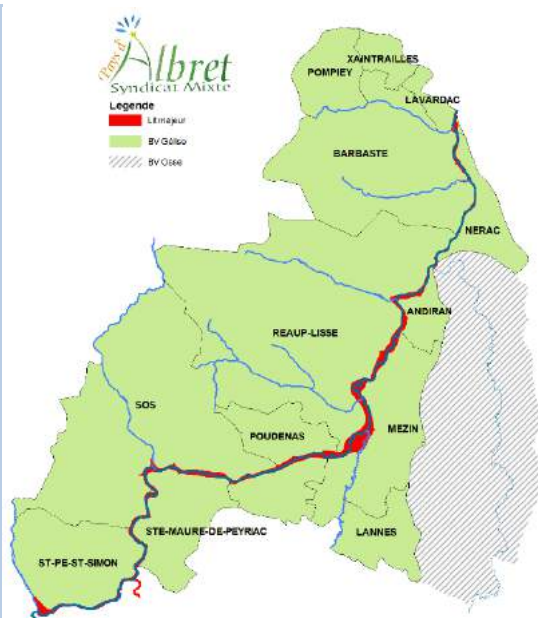 Pays d'
Albret
Syndicat Mixte
Legende
Lit majeur
BV Gélise
BV Osse
XAINTRAILLES
POMPIEY
LAVARDAC
BARBASTE
NERAC
ANDIRAN
REAUP-LISSE
SOS
MEZIN
POUDENAS
STE-MAURE-DE-PEYRIAC
LANNES
ST-PE-ST-SIMON